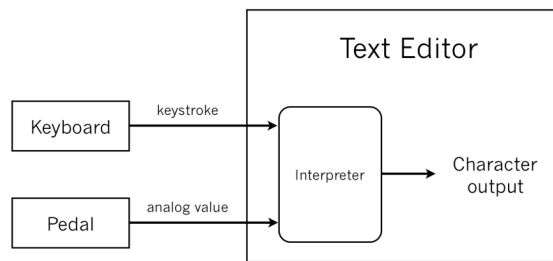 Text Editor
keystroke
Keyboard
Interpreter
Character
output
analog value
Pedal